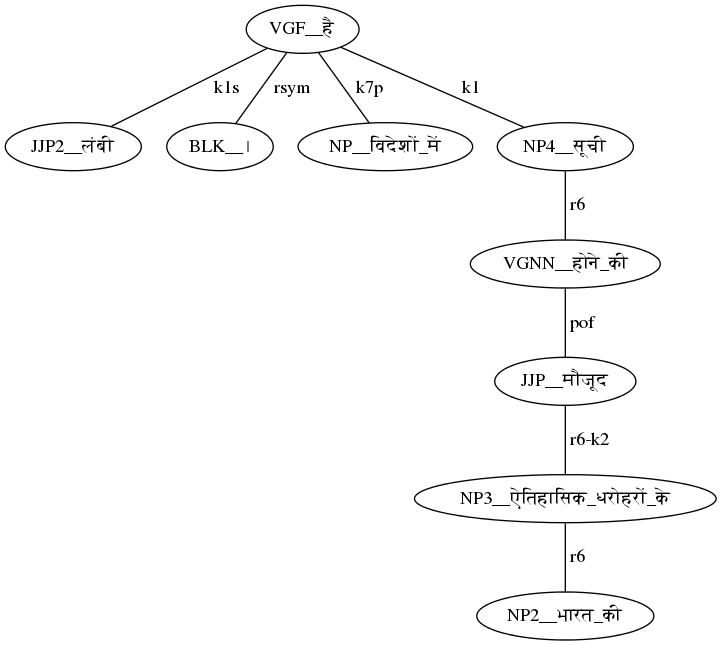 VGF__है
k1s
rsym
k7p
k1
JJP2__लंबी
BLK__।
NP__विदेशों_में
NP4__सूची
r6
VGNN__होने_की
pof
JJP__मौजूद
r6-k2
NP3__ऐतिहासिक_धरोहरों_के
r6
NP2__भारत_की